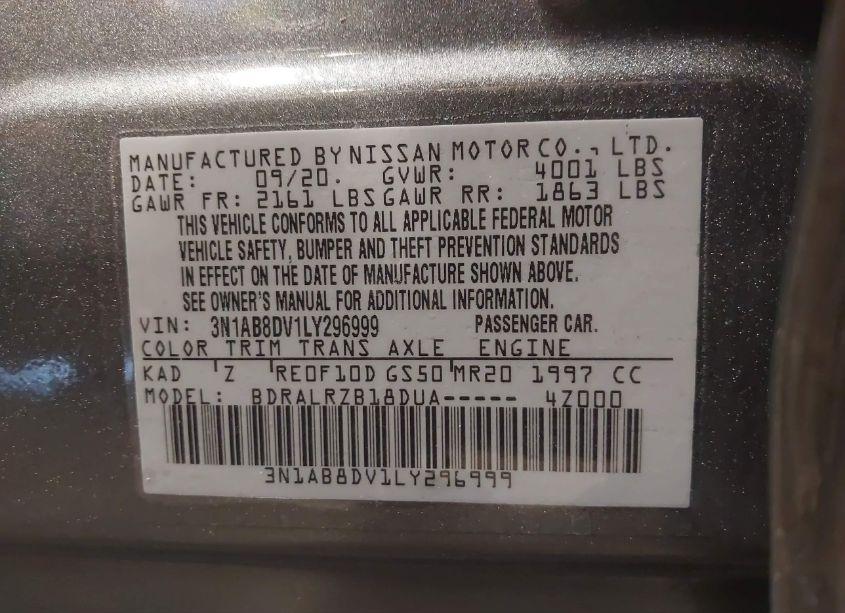 MANUFACTURED BY NISSAN MOTOR CO., LTD.
DATE: 09/20. GVWR: 4001 LBS
GAWR FR: 2161 LBS GAWR RR: 1863 LBS
THIS VEHICLE CONFORMS TO ALL APPLICABLE FEDERAL MOTOR
VEHICLE SAFETY, BUMPER AND THEFT PREVENTION STANDARDS
IN EFFECT ON THE DATE OF MANUFACTURE SHOWN ABOVE.
SEE OWNER'S MANUAL FOR ADDITIONAL INFORMATION.
VIN: 3N1AB8DV1LY296999 PASSENGER CAR.
COLOR TRIM TRANS AXLE ENGINE
KAD Z RE0F10D GS50 MR20 1997 CC
MODEL: BDRALRZB18DUA----- 4Z000
3N1AB8DV1LY296999